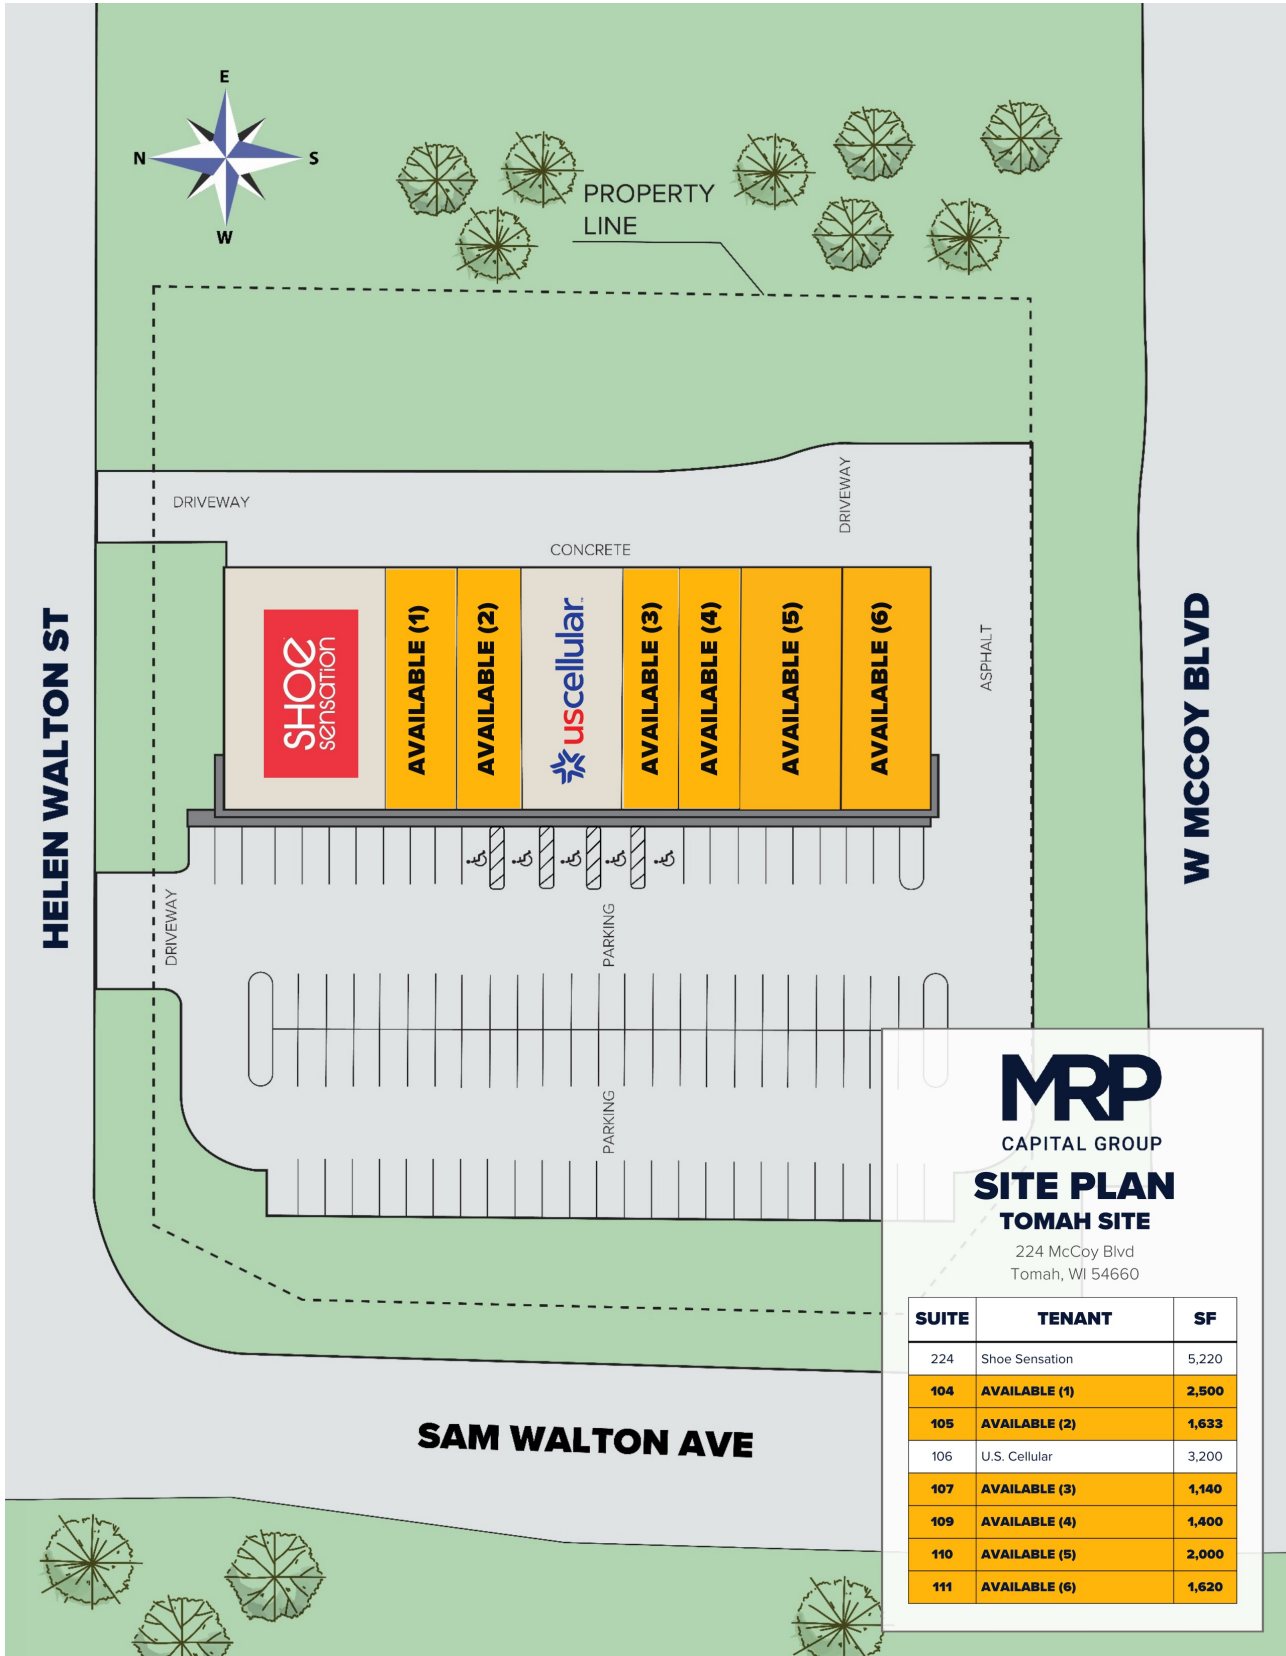 E
N
S
W
PROPERTY
LINE
DRIVEWAY
DRIVEWAY
CONCRETE
SHOE
sensation
AVAILABLE (1)
AVAILABLE (2)
uscellular
AVAILABLE (3)
AVAILABLE (4)
AVAILABLE (5)
AVAILABLE (6)
ASPHALT
HELEN WALTON ST
W MCCOY BLVD
DRIVEWAY
PARKING
PARKING
SAM WALTON AVE
MRP
CAPITAL GROUP
SITE PLAN
TOMAH SITE
224 McCoy Blvd
Tomah, WI 54660
SUITE TENANT SF
224 Shoe Sensation 5,220
104 AVAILABLE (1) 2,500
105 AVAILABLE (2) 1,633
106 U.S. Cellular 3,200
107 AVAILABLE (3) 1,140
109 AVAILABLE (4) 1,400
110 AVAILABLE (5) 2,000
111 AVAILABLE (6) 1,620